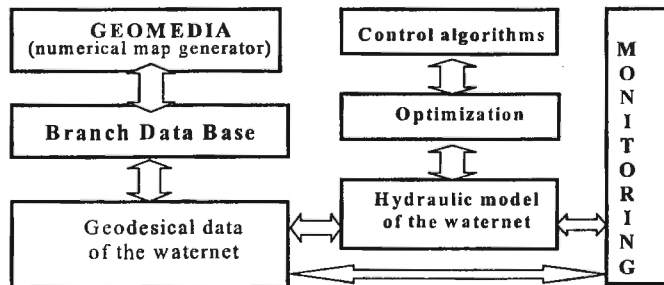 GEOMEDIA
(numerical map generator)
Branch Data Base
Geodesical data
of the waternet
Control algorithms
Optimization
Hydraulic model
of the waternet
MONITORING